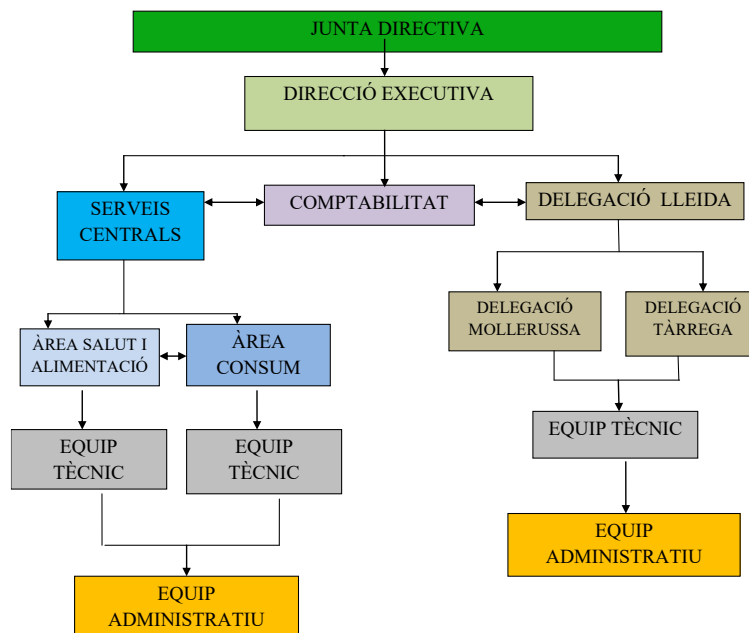 JUNTA DIRECTIVA
DIRECCIÓ EXECUTIVA
SERVEIS
CENTRALS
COMPTABILITAT
DELEGACIÓ LLEIDA
DELEGACIÓ
MOLLERUSSA
DELEGACIÓ
TÀRREGA
ÀREA SALUT I
ALIMENTACIÓ
ÀREA
CONSUM
EQUIP
TÈCNIC
EQUIP
TÈCNIC
EQUIP TÈCNIC
EQUIP
ADMINISTRATIU
EQUIP
ADMINISTRATIU